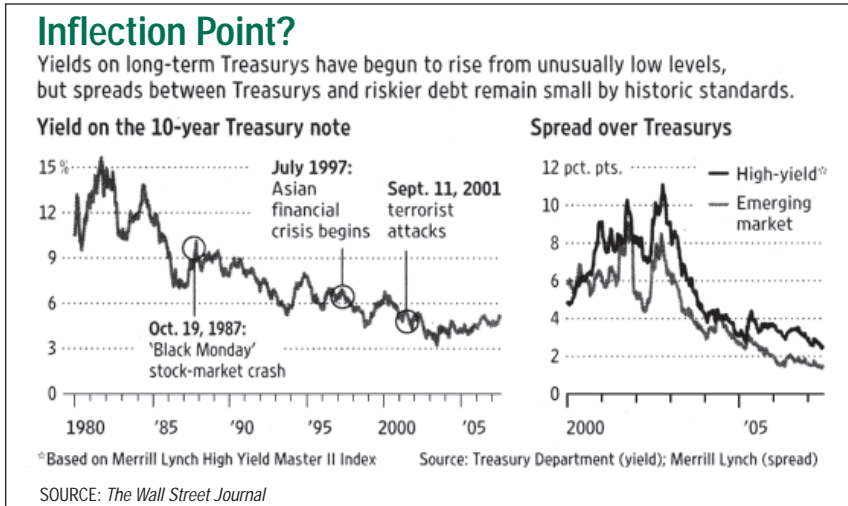 Inflection Point?
Yields on long-term Treasurys have begun to rise from unusually low levels,
but spreads between Treasurys and riskier debt remain small by historic standards.
Yield on the 10-year Treasury note
15 %
12
9
6
3
0
July 1997:
Asian
financial
crisis begins
Sept. 11, 2001
terrorist
attacks
Oct. 19, 1987:
'Black Monday'
stock-market crash
1980 '85 '90 '95 2000 '05
Spread over Treasurys
12 pct. pts.
10
8
6
4
2
0
High-yield*
Emerging
market
2000 '05
*Based on Merrill Lynch High Yield Master II Index
Source: Treasury Department (yield); Merrill Lynch (spread)
SOURCE: The Wall Street Journal